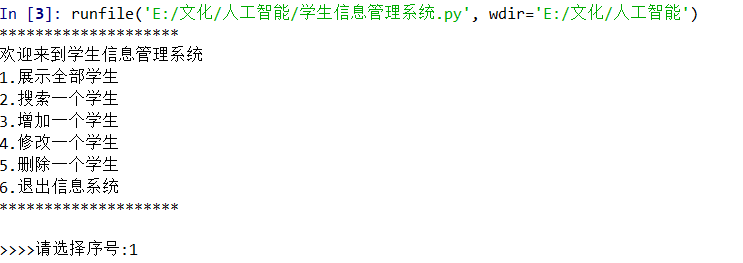 In [3]: runfile('E:/文化/人工智能/学生信息管理系统.py', wdir='E:/文化/人工智能')
********************
欢迎来到学生信息管理系统
1.展示全部学生
2.搜索一个学生
3.增加一个学生
4.修改一个学生
5.删除一个学生
6.退出信息系统
********************
>>>>请选择序号:1